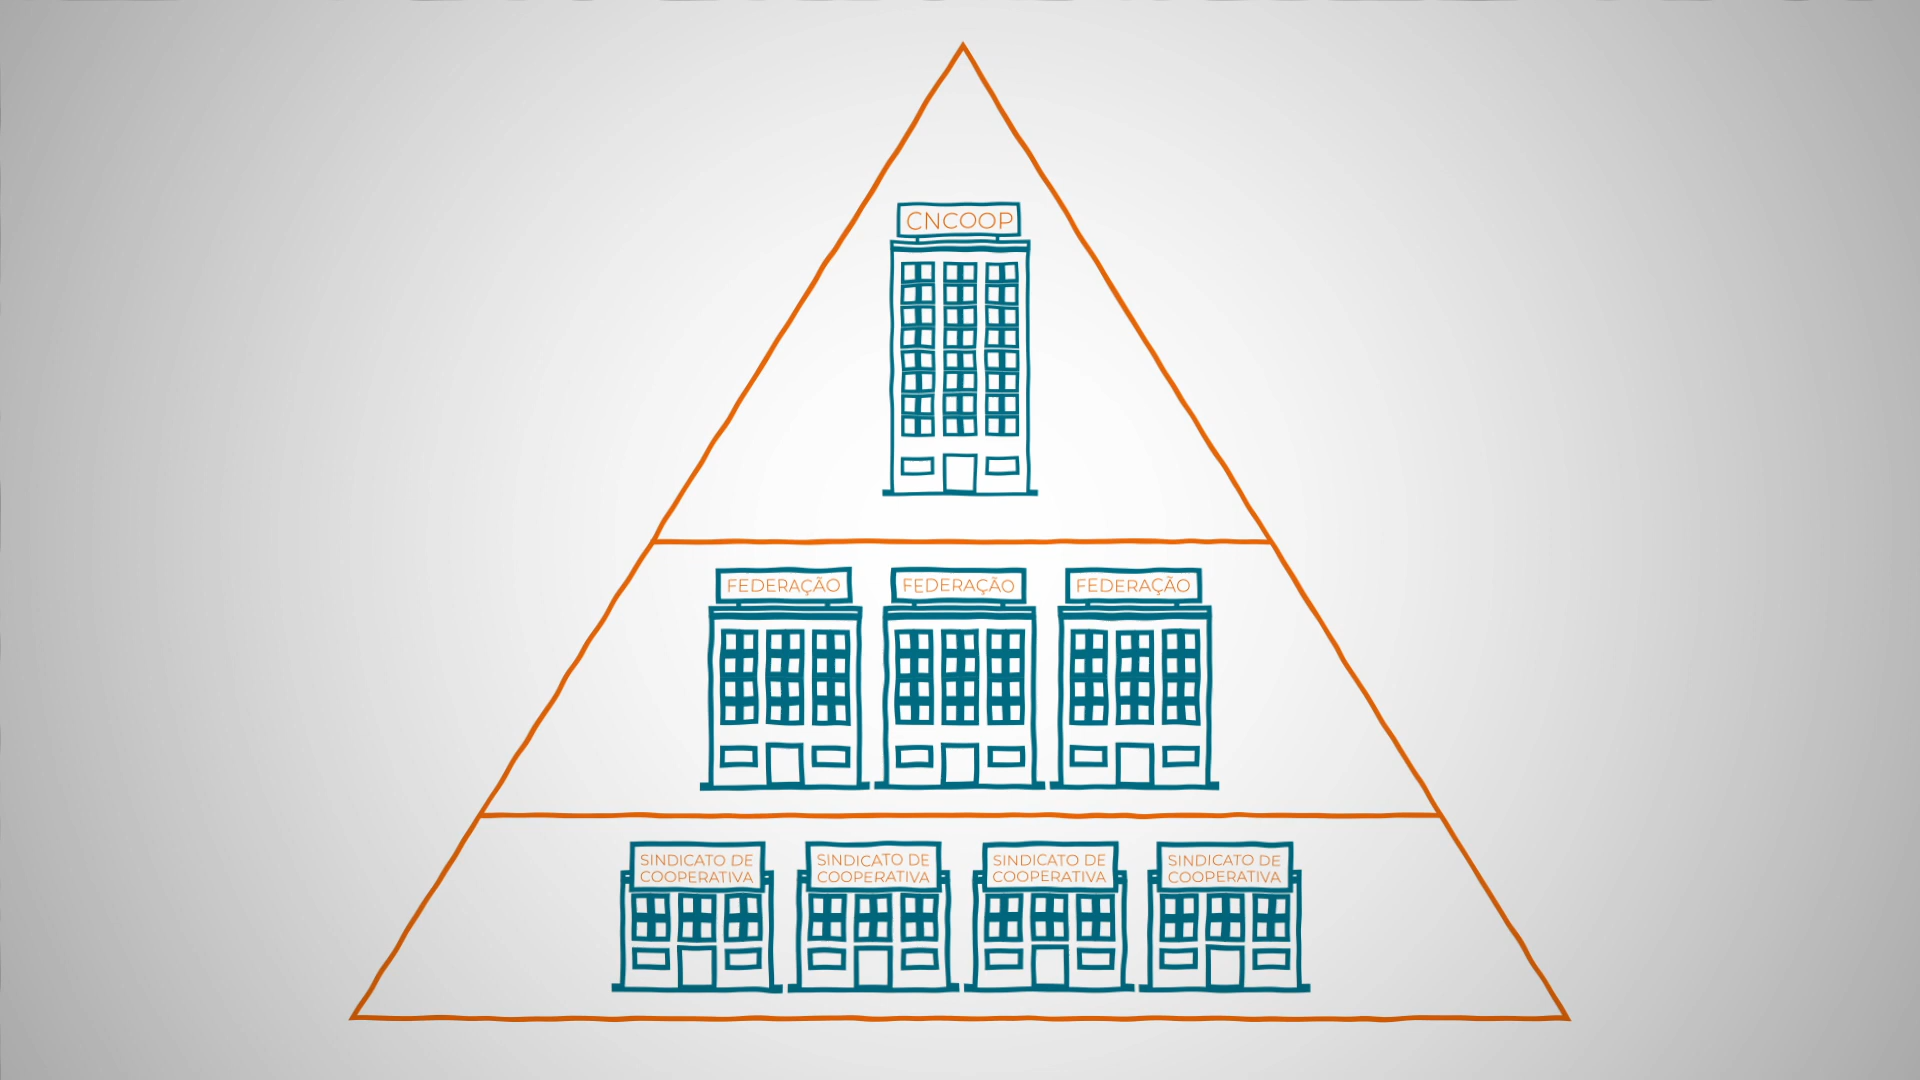 CNCOOP
FEDERAÇÃO
FEDERAÇÃO
FEDERAÇÃO
SINDICATO DE
COOPERATIVA
SINDICATO DE
COOPERATIVA
SINDICATO DE
COOPERATIVA
SINDICATO DE
COOPERATIVA